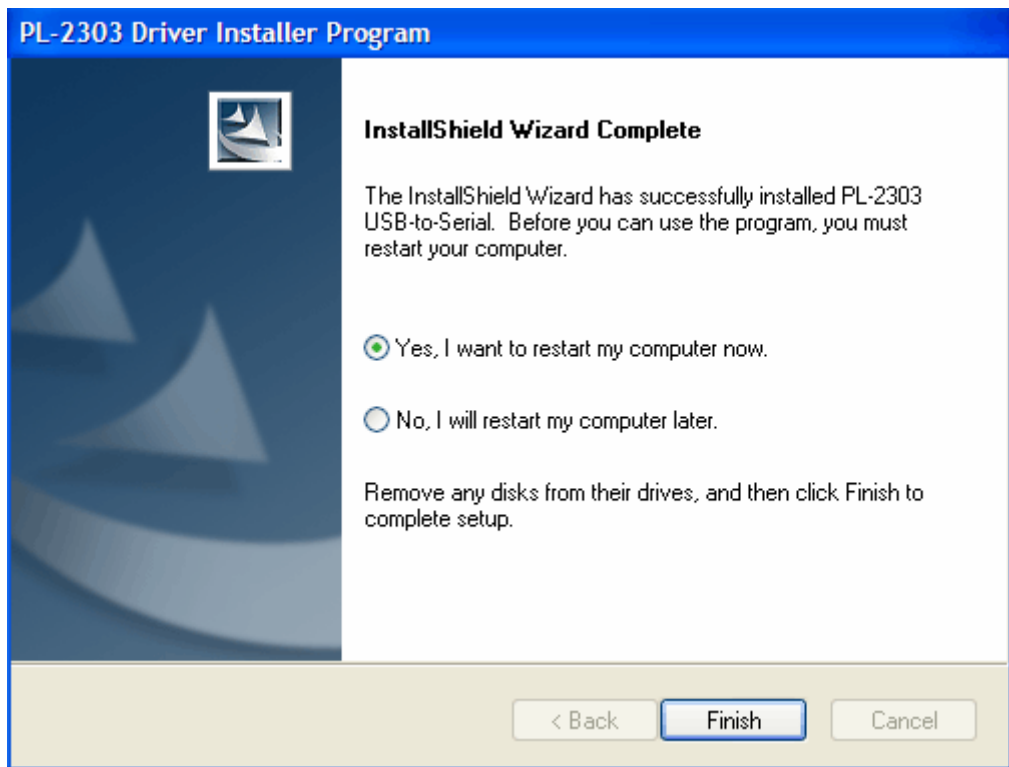 PL-2303 Driver Installer Program
InstallShield Wizard Complete
The InstallShield Wizard has successfully installed PL-2303
USB-to-Serial.  Before you can use the program, you must
restart your computer.
Yes, I want to restart my computer now.
No, I will restart my computer later.
Remove any disks from their drives, and then click Finish to
complete setup.
< Back Finish Cancel